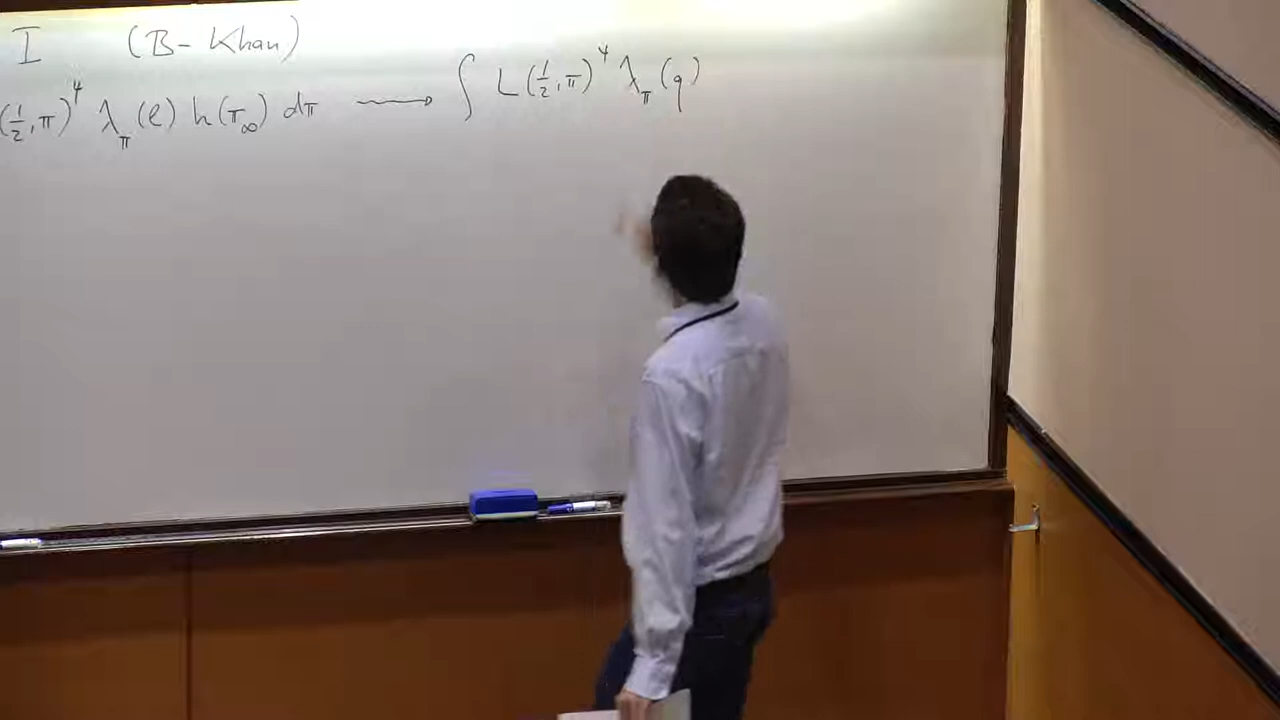 I (B-Khan)
(1/2, π)^4 λ_π(ℓ) h(π_∞) dπ ⟶ ∫ L(1/2, π)^4 λ_π(q)